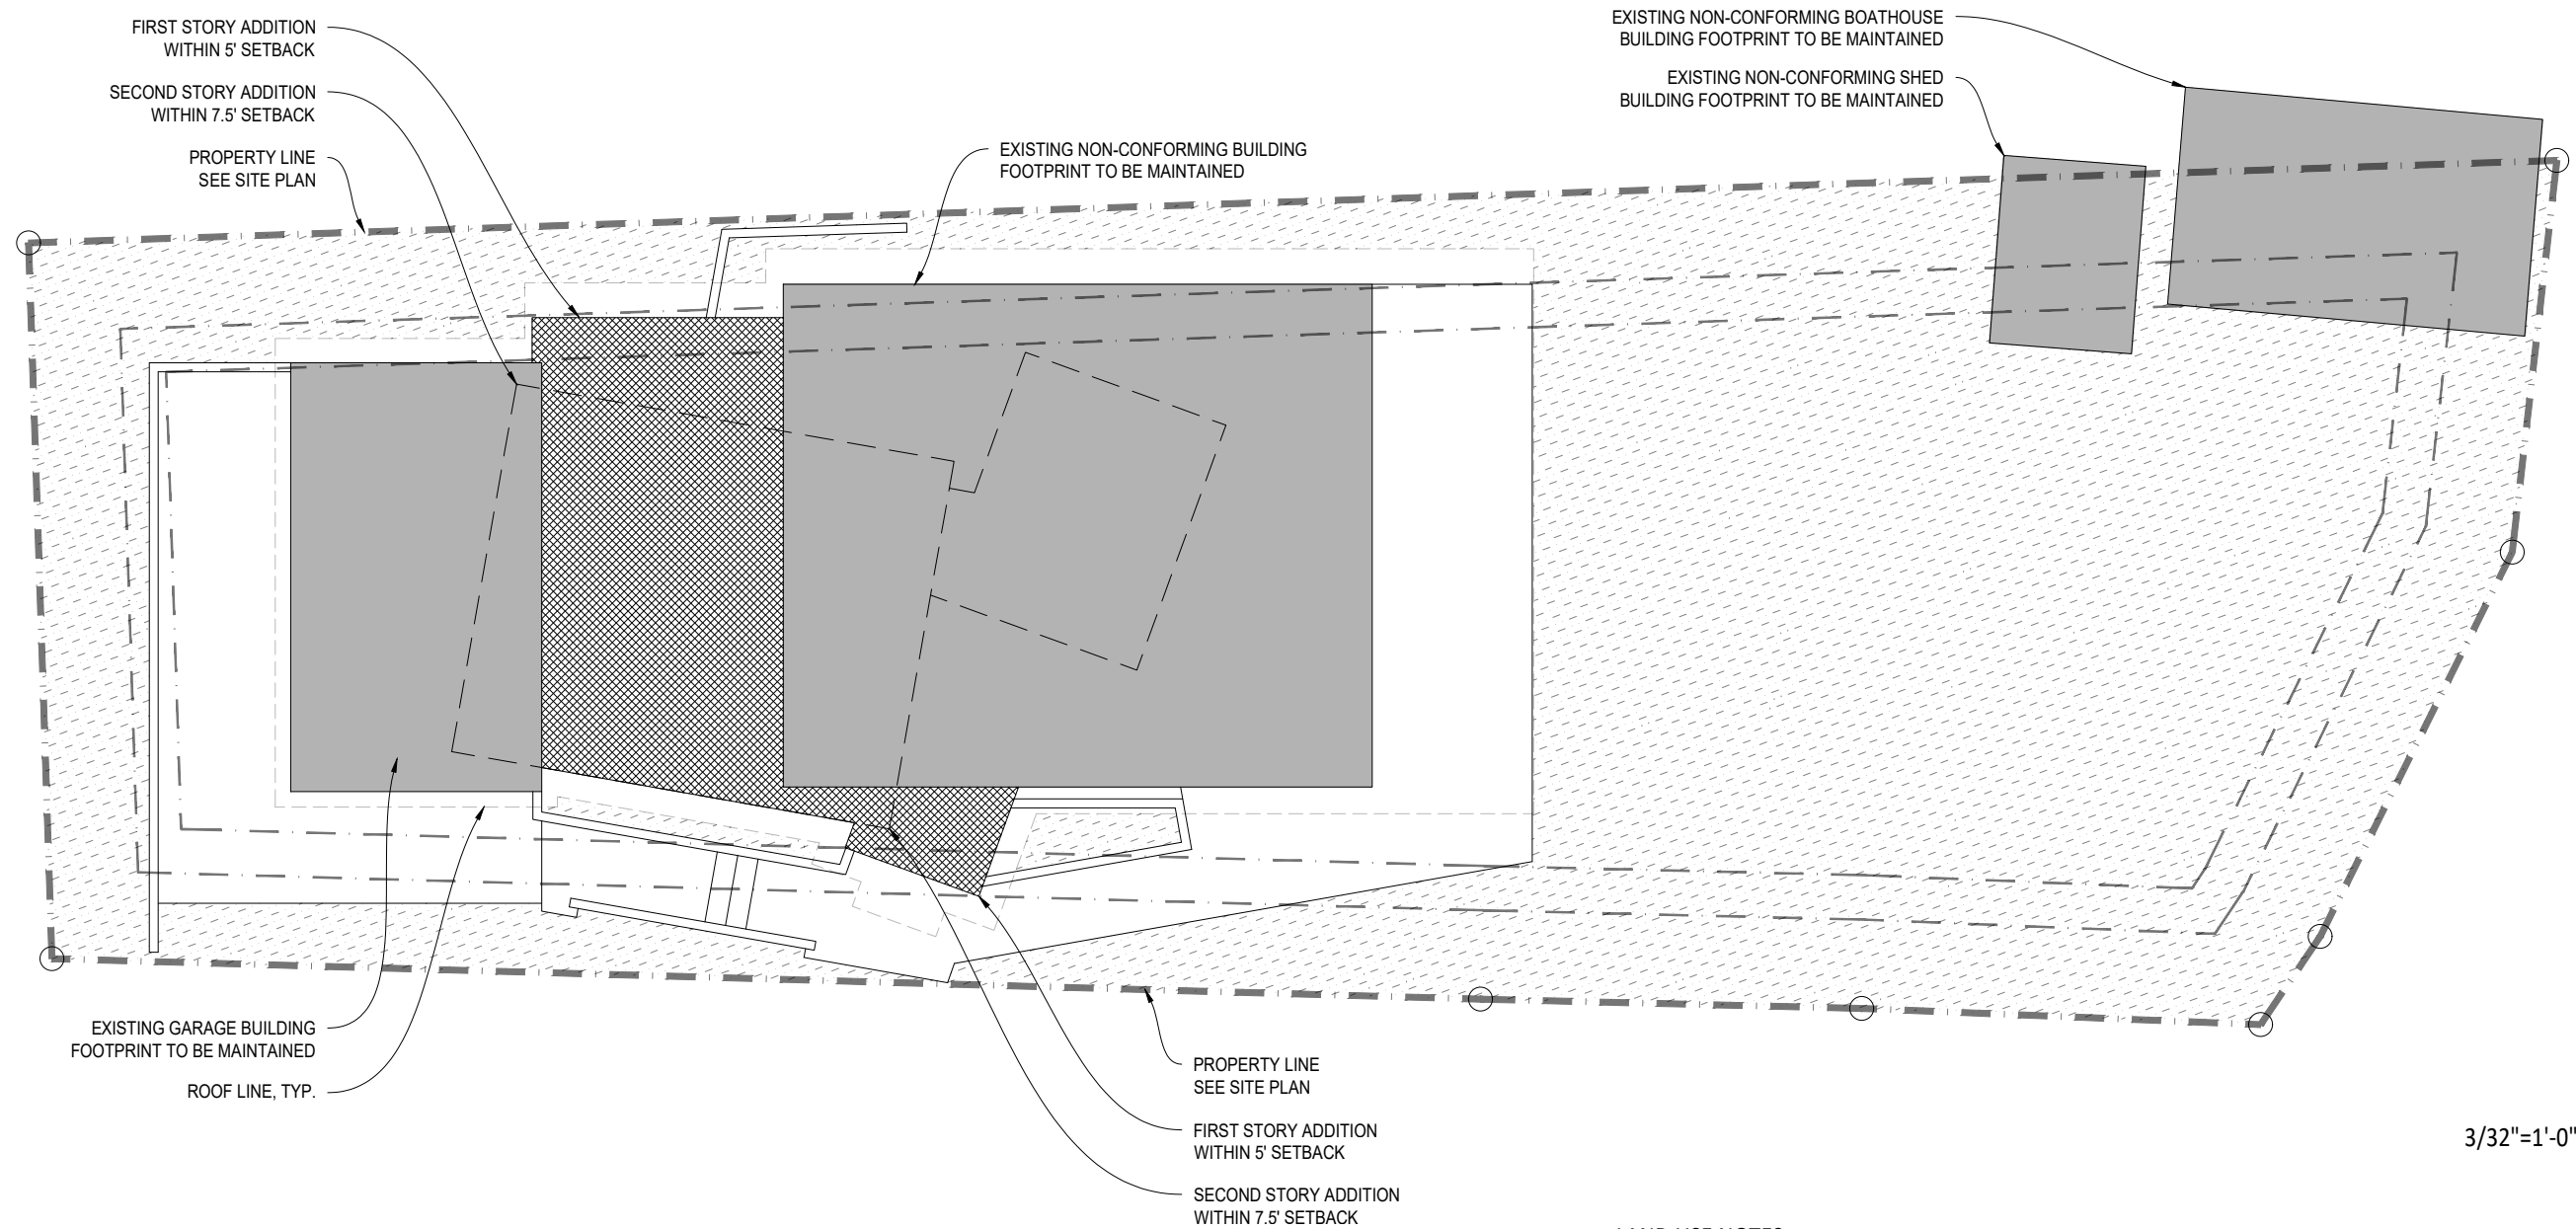 FIRST STORY ADDITION
WITHIN 5' SETBACK
SECOND STORY ADDITION
WITHIN 7.5' SETBACK
PROPERTY LINE
SEE SITE PLAN
EXISTING NON-CONFORMING BUILDING
FOOTPRINT TO BE MAINTAINED
EXISTING NON-CONFORMING BOATHOUSE
BUILDING FOOTPRINT TO BE MAINTAINED
EXISTING NON-CONFORMING SHED
BUILDING FOOTPRINT TO BE MAINTAINED
EXISTING GARAGE BUILDING
FOOTPRINT TO BE MAINTAINED
ROOF LINE, TYP.
PROPERTY LINE
SEE SITE PLAN
FIRST STORY ADDITION
WITHIN 5' SETBACK
SECOND STORY ADDITION
WITHIN 7.5' SETBACK
3/32"=1'-0"